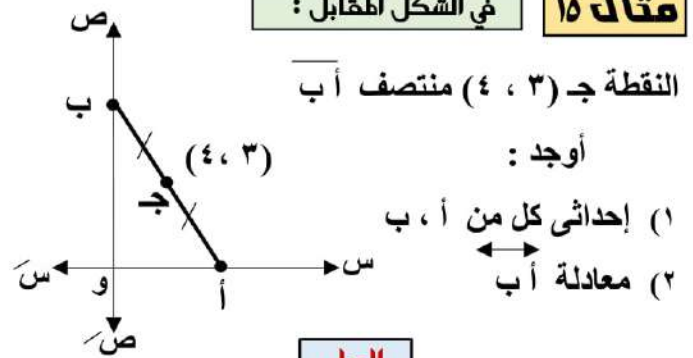 مثال ١٥
في الشكل المقابل :
النقطة جـ (٣ ، ٤) منتصف أ ب
أوجد :
١) إحداثى كل من أ ، ب
٢) معادلة أ ب
ص
ب
(٣ ، ٤)
جـ
س
أ
و
سَ
صَ
الحل